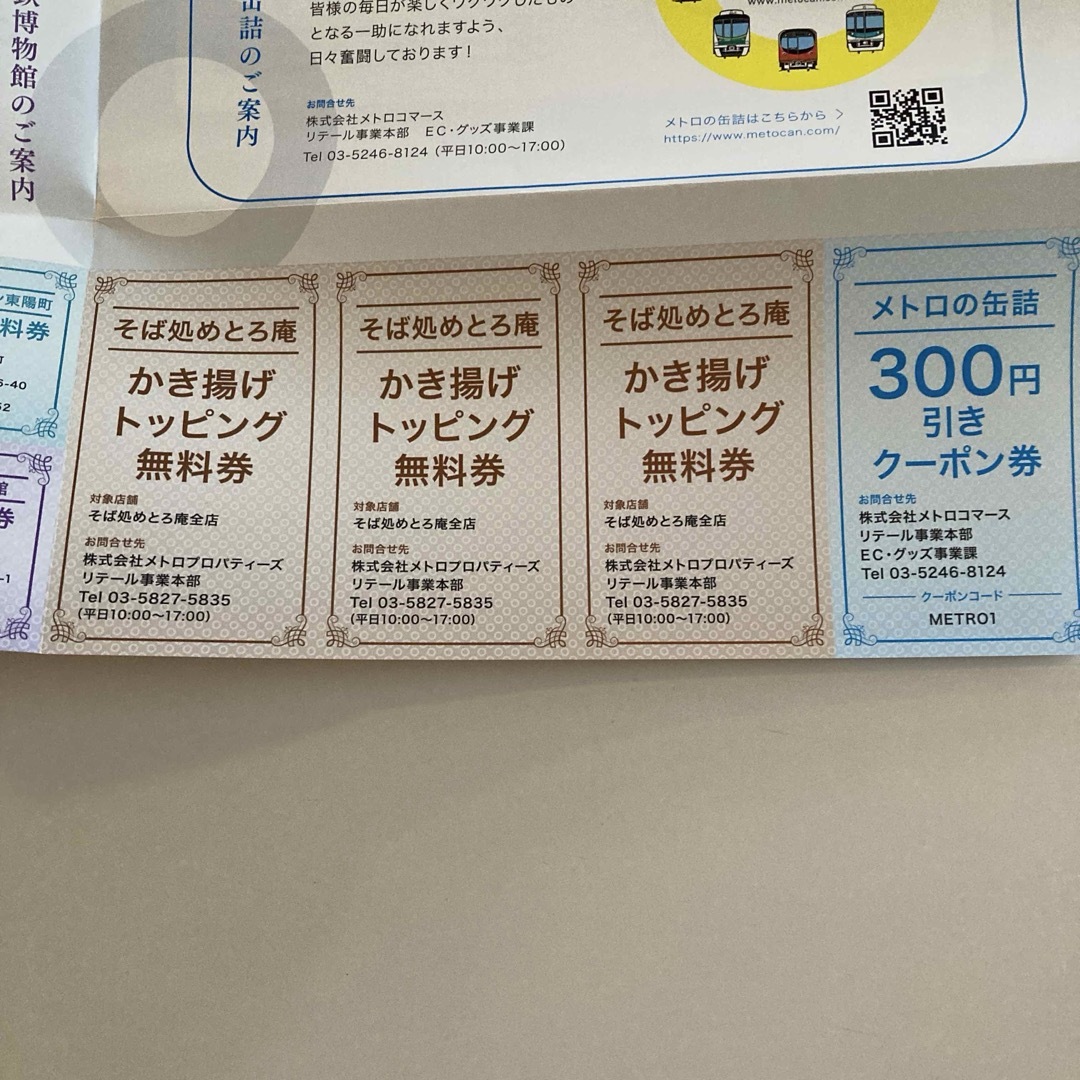 鉄博物館のご案内
缶詰のご案内
皆様の毎日が楽しくワクワクしたもの
となる一助になれますよう、
日々奮闘しております！
お問合せ先
株式会社メトロコマース
リテール事業本部 EC・グッズ事業課
Tel 03-5246-8124（平日10:00〜17:00）
www.metocan.com
メトロの缶詰はこちらから
https://www.metocan.com/
東陽町
料券
6-40
52
館
券
-1
そば処めとろ庵
かき揚げ
トッピング
無料券
対象店舗
そば処めとろ庵全店
お問合せ先
株式会社メトロプロパティーズ
リテール事業本部
Tel 03-5827-5835
（平日10:00〜17:00）
そば処めとろ庵
かき揚げ
トッピング
無料券
対象店舗
そば処めとろ庵全店
お問合せ先
株式会社メトロプロパティーズ
リテール事業本部
Tel 03-5827-5835
（平日10:00〜17:00）
そば処めとろ庵
かき揚げ
トッピング
無料券
対象店舗
そば処めとろ庵全店
お問合せ先
株式会社メトロプロパティーズ
リテール事業本部
Tel 03-5827-5835
（平日10:00〜17:00）
メトロの缶詰
300円
引き
クーポン券
お問合せ先
株式会社メトロコマース
リテール事業本部
EC・グッズ事業課
Tel 03-5246-8124
クーポンコード
METRO1